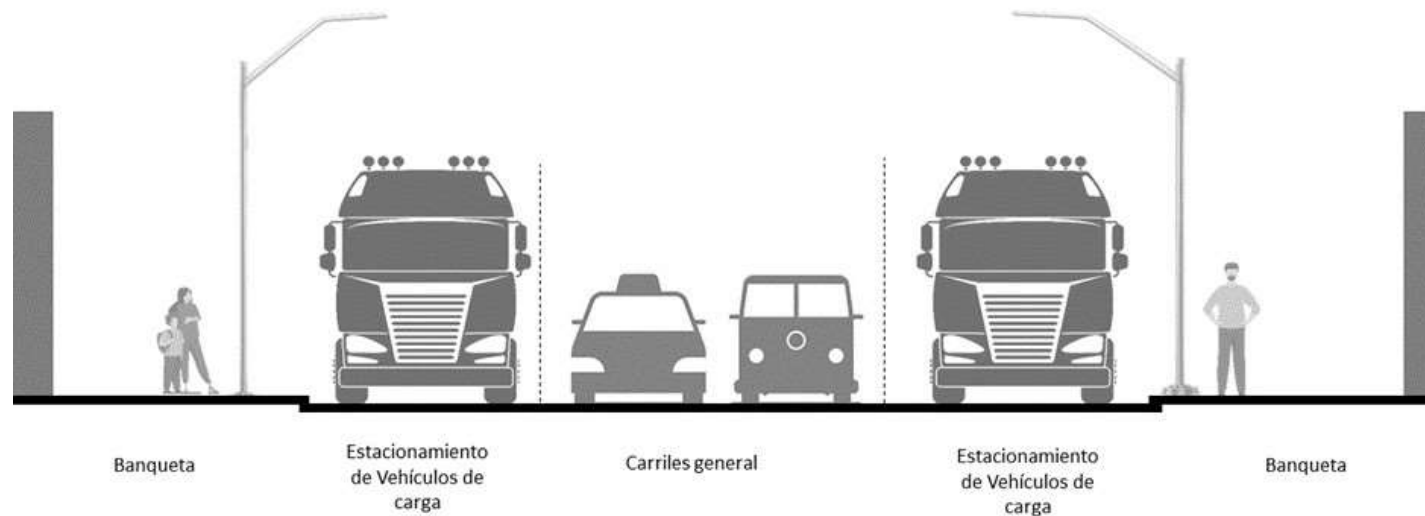 Banqueta
Estacionamiento
de Vehículos de
carga
Carriles general
Estacionamiento
de Vehículos de
carga
Banqueta